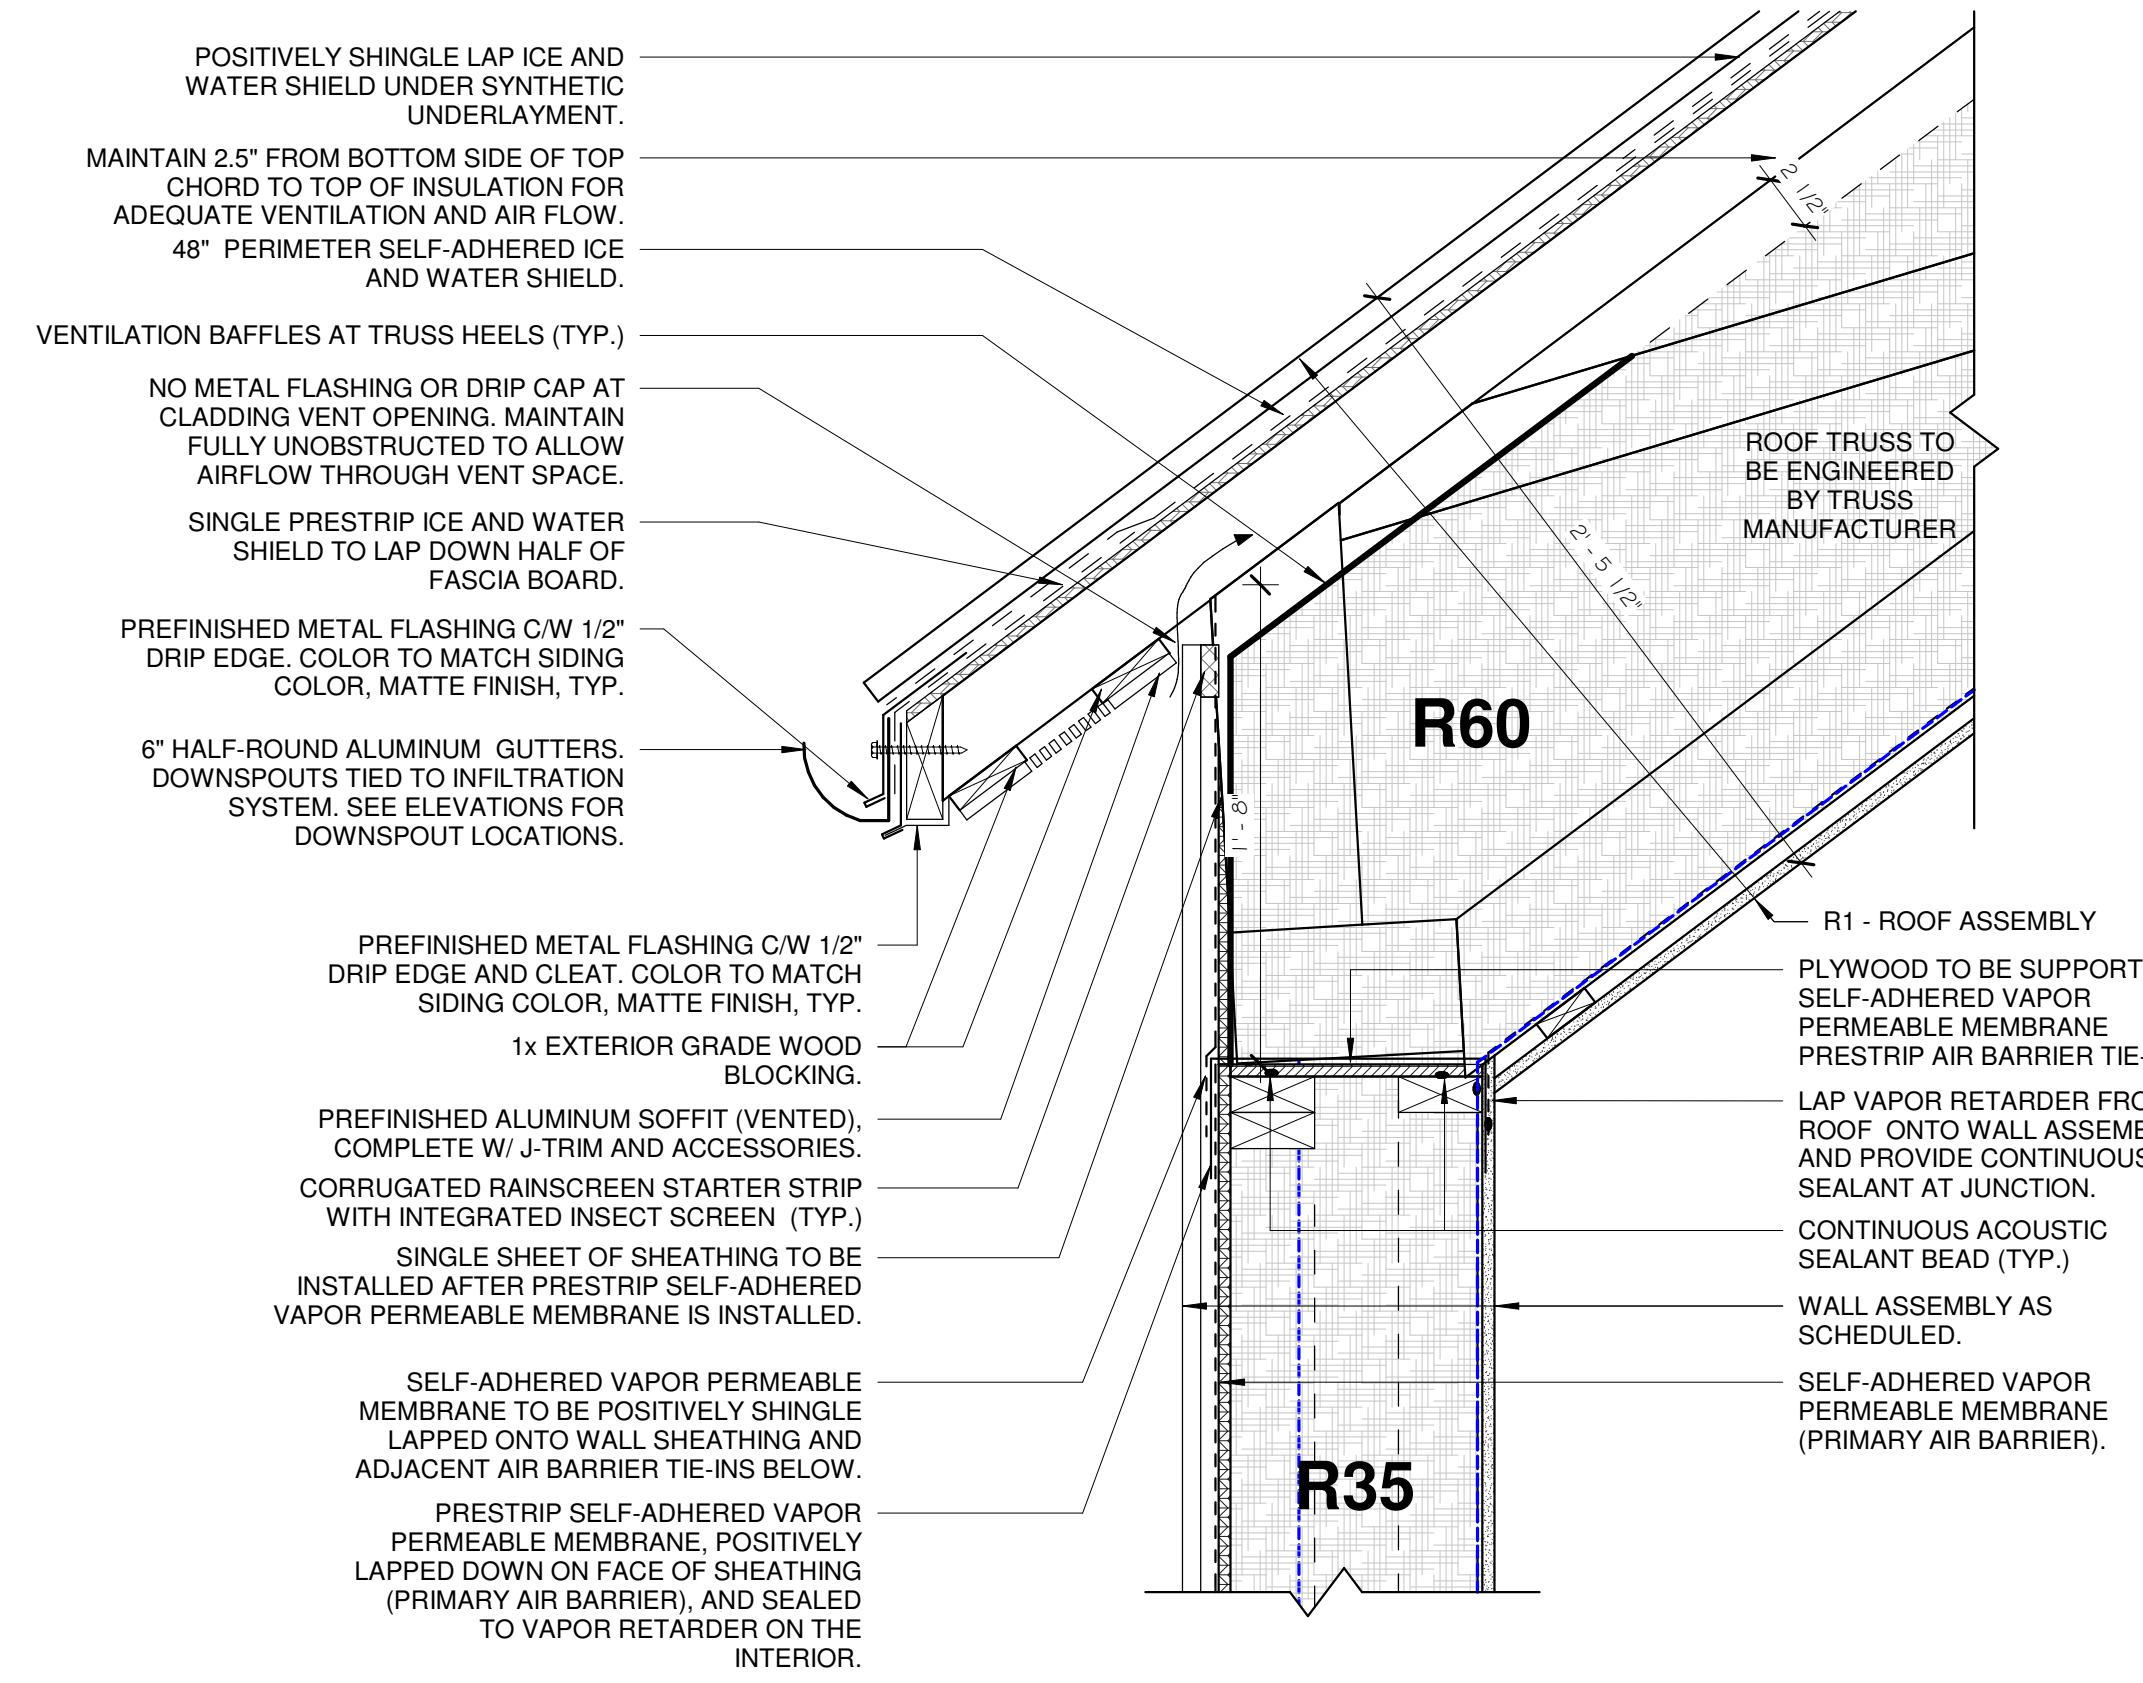 POSITIVELY SHINGLE LAP ICE AND
WATER SHIELD UNDER SYNTHETIC
UNDERLAYMENT.
MAINTAIN 2.5" FROM BOTTOM SIDE OF TOP
CHORD TO TOP OF INSULATION FOR
ADEQUATE VENTILATION AND AIR FLOW.
48" PERIMETER SELF-ADHERED ICE
AND WATER SHIELD.
VENTILATION BAFFLES AT TRUSS HEELS (TYP.)
NO METAL FLASHING OR DRIP CAP AT
CLADDING VENT OPENING. MAINTAIN
FULLY UNOBSTRUCTED TO ALLOW
AIRFLOW THROUGH VENT SPACE.
SINGLE PRESTRIP ICE AND WATER
SHIELD TO LAP DOWN HALF OF
FASCIA BOARD.
PREFINISHED METAL FLASHING C/W 1/2"
DRIP EDGE. COLOR TO MATCH SIDING
COLOR, MATTE FINISH, TYP.
6" HALF-ROUND ALUMINUM GUTTERS.
DOWNSPOUTS TIED TO INFILTRATION
SYSTEM. SEE ELEVATIONS FOR
DOWNSPOUT LOCATIONS.
PREFINISHED METAL FLASHING C/W 1/2"
DRIP EDGE AND CLEAT. COLOR TO MATCH
SIDING COLOR, MATTE FINISH, TYP.
1x EXTERIOR GRADE WOOD
BLOCKING.
PREFINISHED ALUMINUM SOFFIT (VENTED),
COMPLETE W/ J-TRIM AND ACCESSORIES.
CORRUGATED RAINSCREEN STARTER STRIP
WITH INTEGRATED INSECT SCREEN (TYP.)
SINGLE SHEET OF SHEATHING TO BE
INSTALLED AFTER PRESTRIP SELF-ADHERED
VAPOR PERMEABLE MEMBRANE IS INSTALLED.
SELF-ADHERED VAPOR PERMEABLE
MEMBRANE TO BE POSITIVELY SHINGLE
LAPPED ONTO WALL SHEATHING AND
ADJACENT AIR BARRIER TIE-INS BELOW.
PRESTRIP SELF-ADHERED VAPOR
PERMEABLE MEMBRANE, POSITIVELY
LAPPED DOWN ON FACE OF SHEATHING
(PRIMARY AIR BARRIER), AND SEALED
TO VAPOR RETARDER ON THE
INTERIOR.
2 1/2"
ROOF TRUSS TO
BE ENGINEERED
BY TRUSS
MANUFACTURER
2' - 5 1/2"
R60
1' - 8"
R35
R1 - ROOF ASSEMBLY
PLYWOOD TO BE SUPPORT
SELF-ADHERED VAPOR
PERMEABLE MEMBRANE
PRESTRIP AIR BARRIER TIE-
LAP VAPOR RETARDER FRO
ROOF ONTO WALL ASSEME
AND PROVIDE CONTINUOUS
SEALANT AT JUNCTION.
CONTINUOUS ACOUSTIC
SEALANT BEAD (TYP.)
WALL ASSEMBLY AS
SCHEDULED.
SELF-ADHERED VAPOR
PERMEABLE MEMBRANE
(PRIMARY AIR BARRIER).